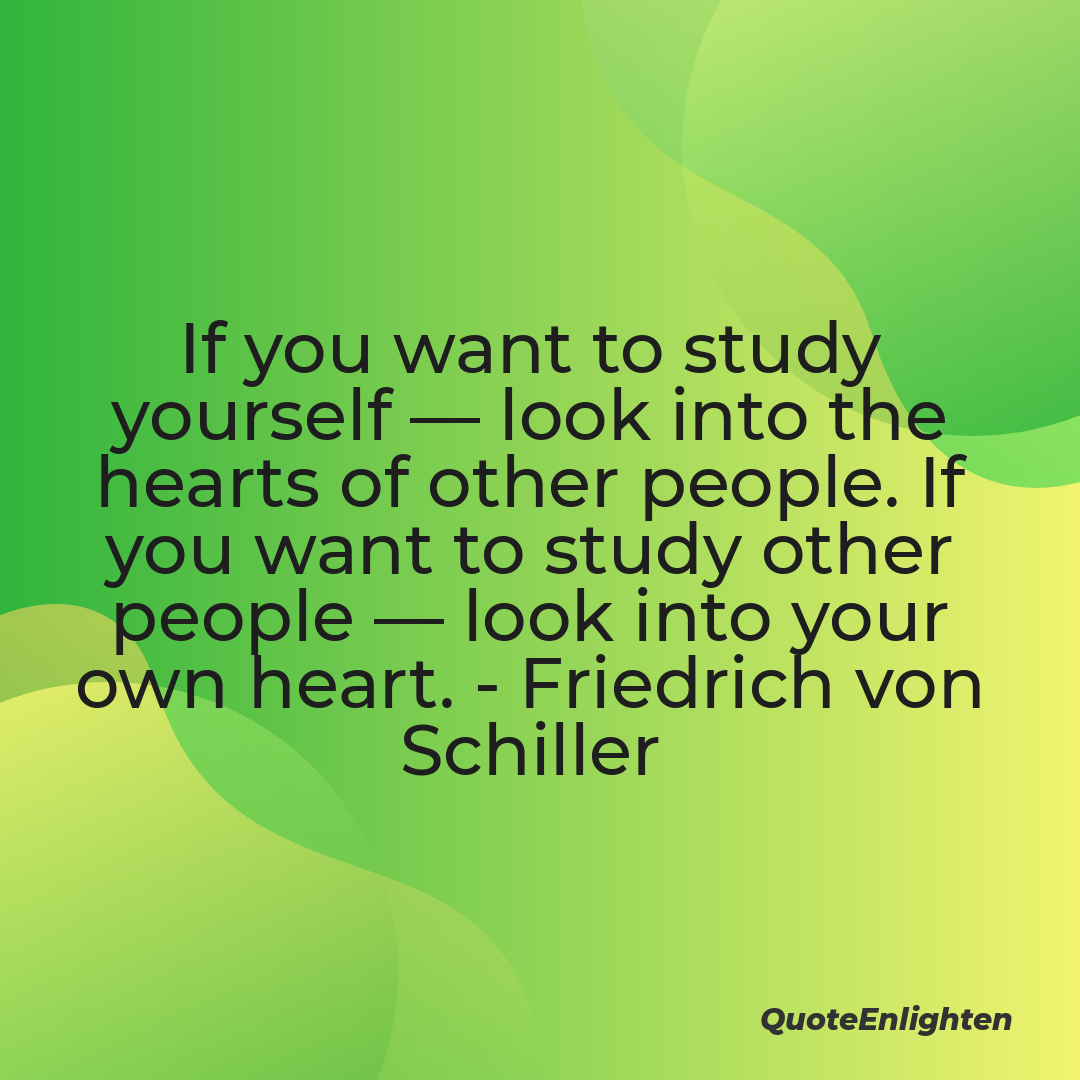 If you want to study
yourself — look into the
hearts of other people. If
you want to study other
people — look into your
own heart. - Friedrich von
Schiller
QuoteEnlighten